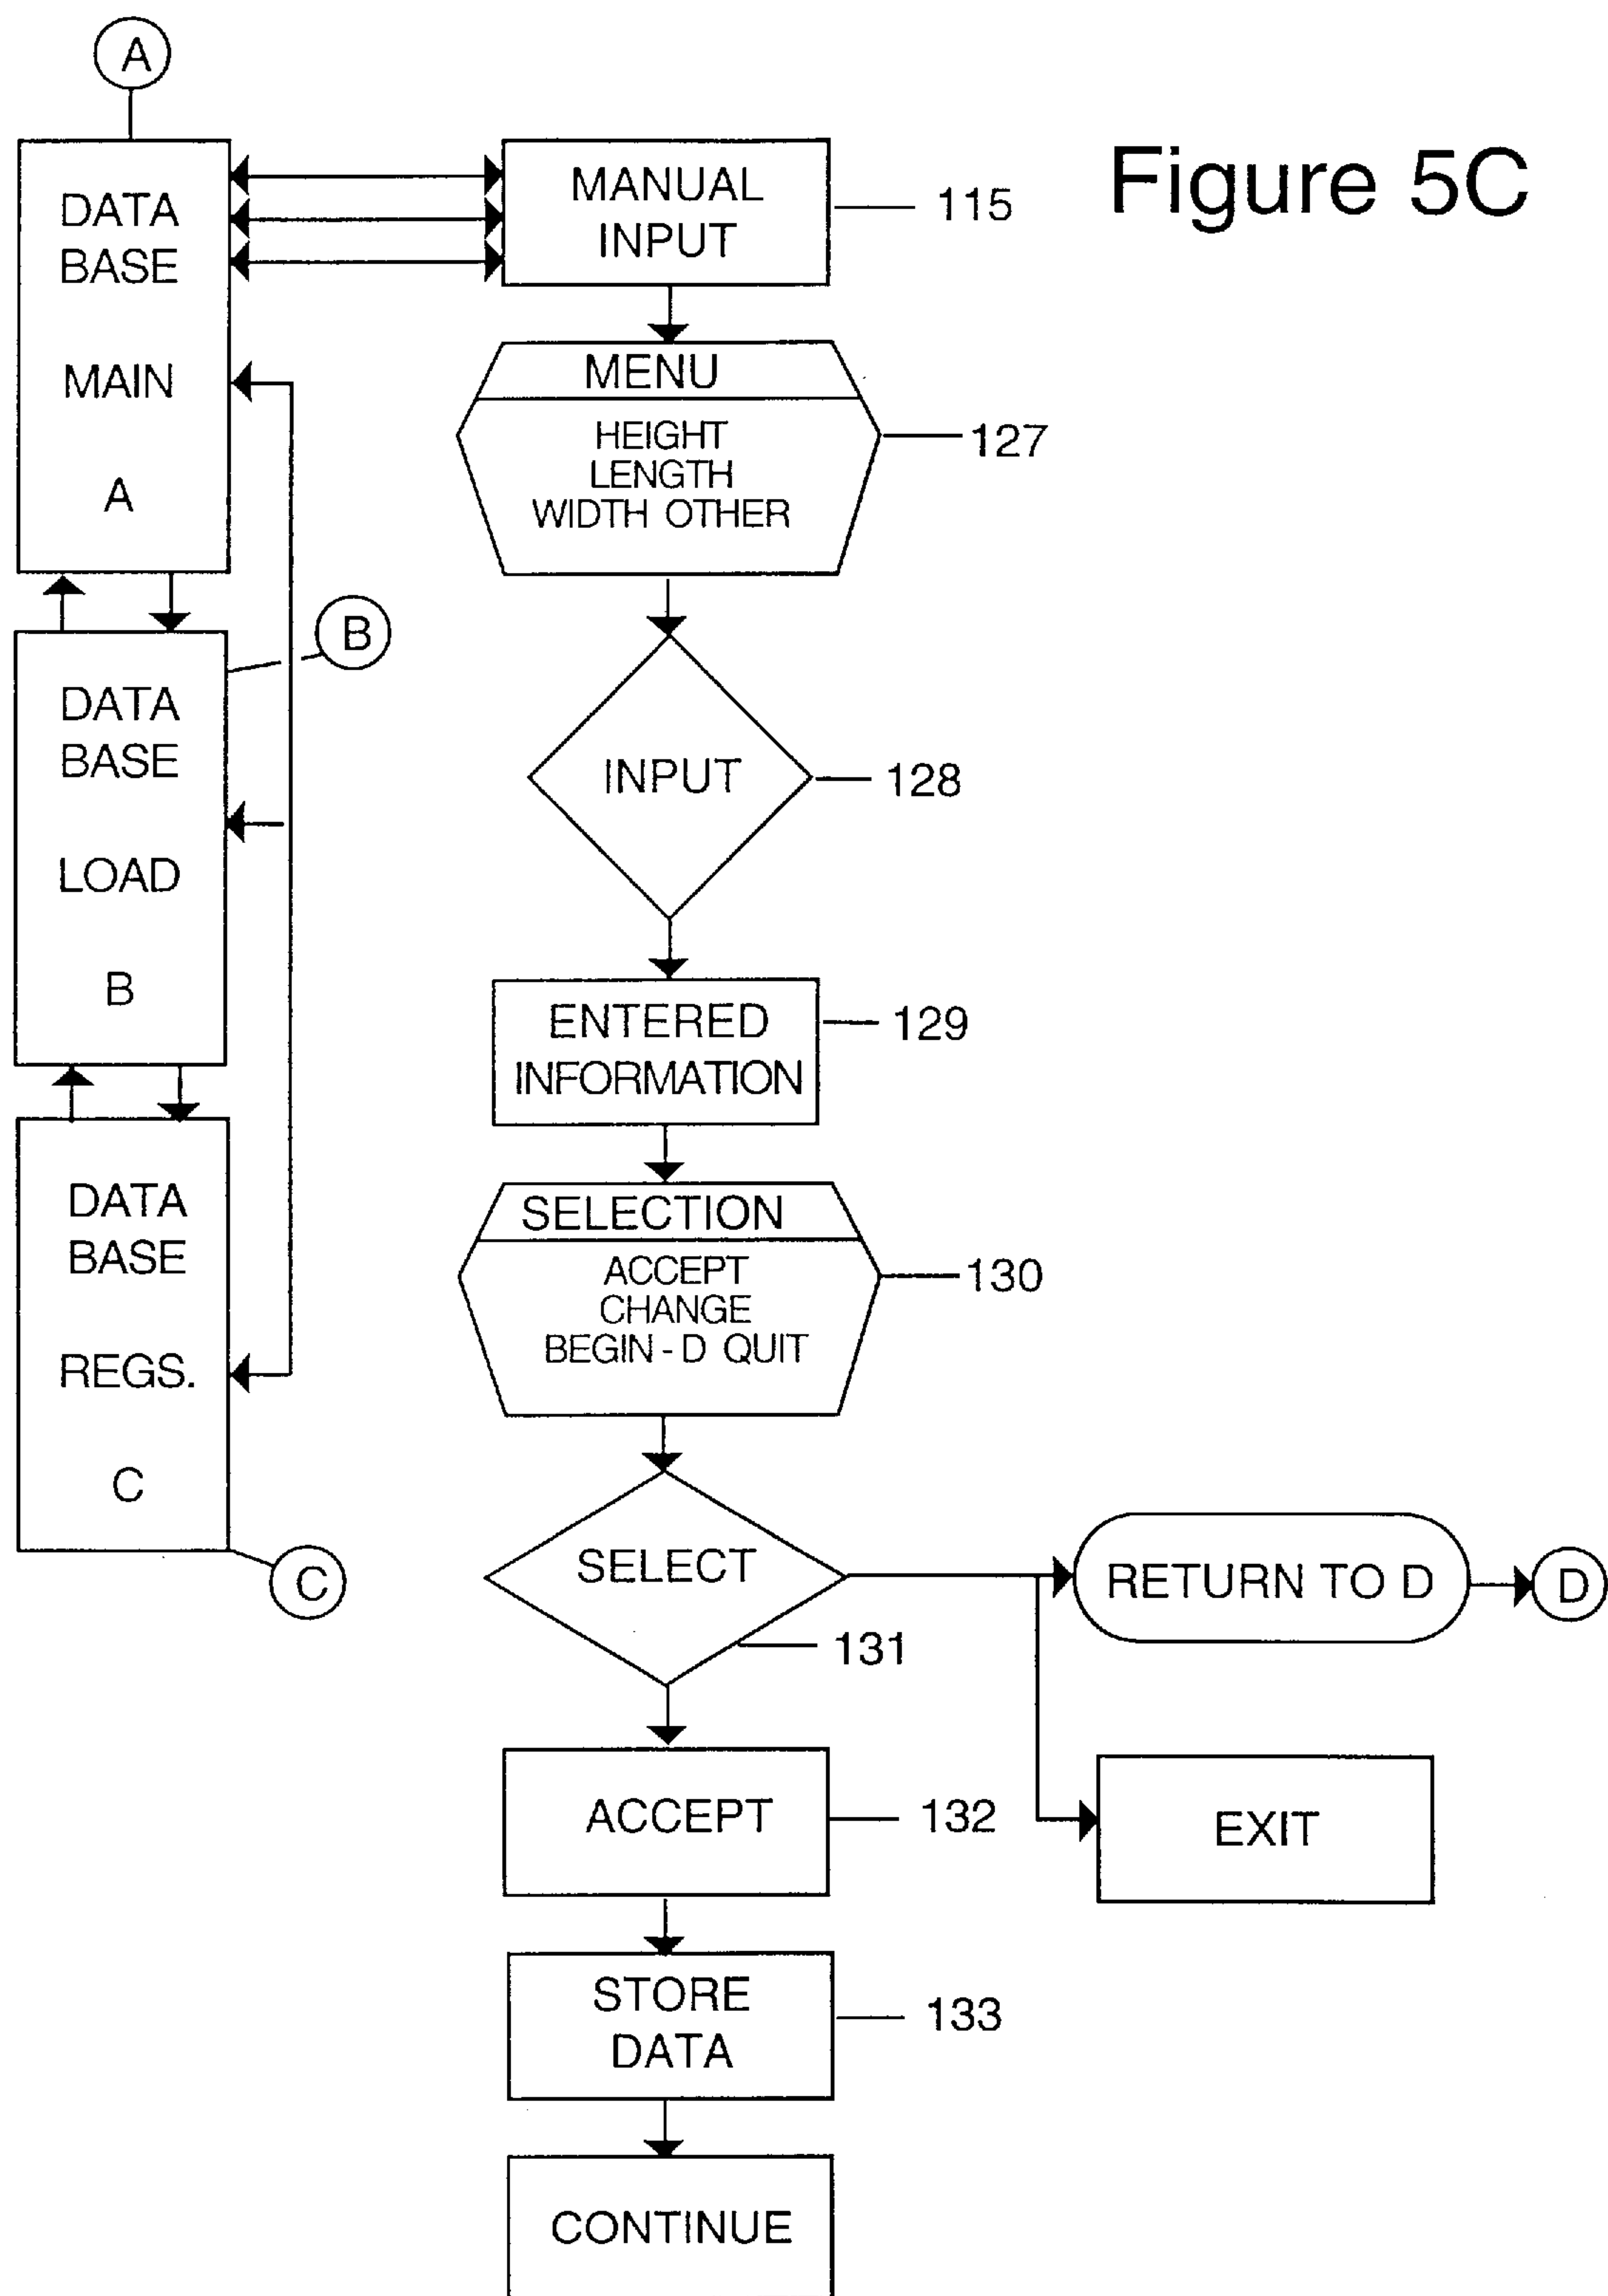 A
Figure 5C
DATA
BASE
MAIN
A
MANUAL
INPUT
115
MENU
HEIGHT
LENGTH
WIDTH OTHER
127
B
DATA
BASE
LOAD
B
INPUT
128
ENTERED
INFORMATION
129
DATA
BASE
REGS.
C
C
SELECTION
ACCEPT
CHANGE
BEGIN - D QUIT
130
SELECT
131
RETURN TO D
D
ACCEPT
132
EXIT
STORE
DATA
133
CONTINUE